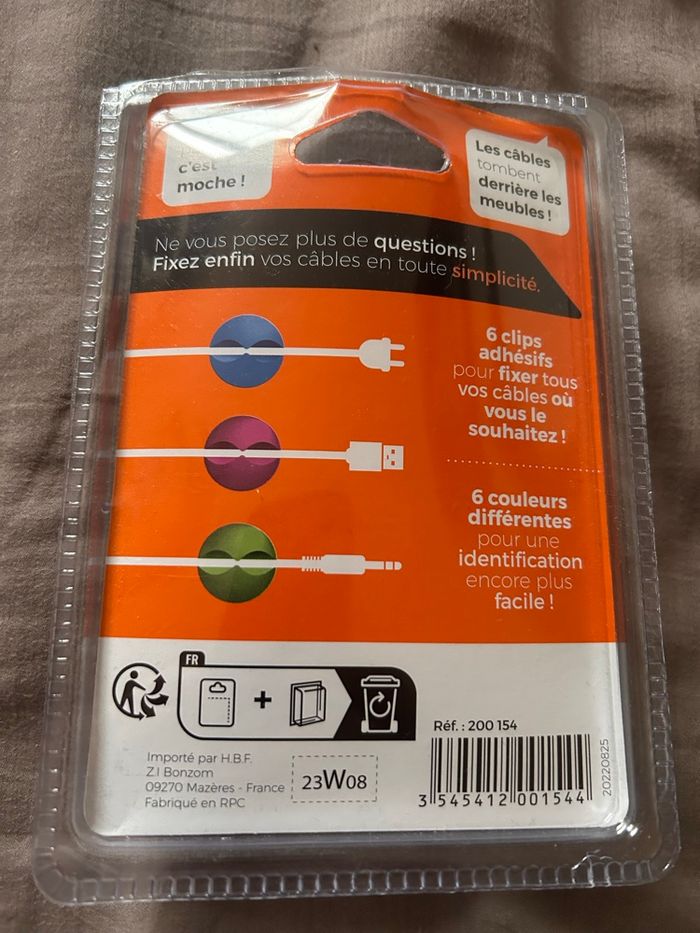 c'est
moche !
Les câbles
tombent
derrière les
meubles !
Ne vous posez plus de questions !
Fixez enfin vos câbles en toute simplicité.
6 clips
adhésifs
pour fixer tous
vos câbles où
vous le
souhaitez !
6 couleurs
différentes
pour une
identification
encore plus
facile !
FR
Importé par H.B.F.
Z.I Bonzom
09270 Mazères - France
Fabriqué en RPC
23W08
Réf. : 200 154
3 545412 001544
20220825